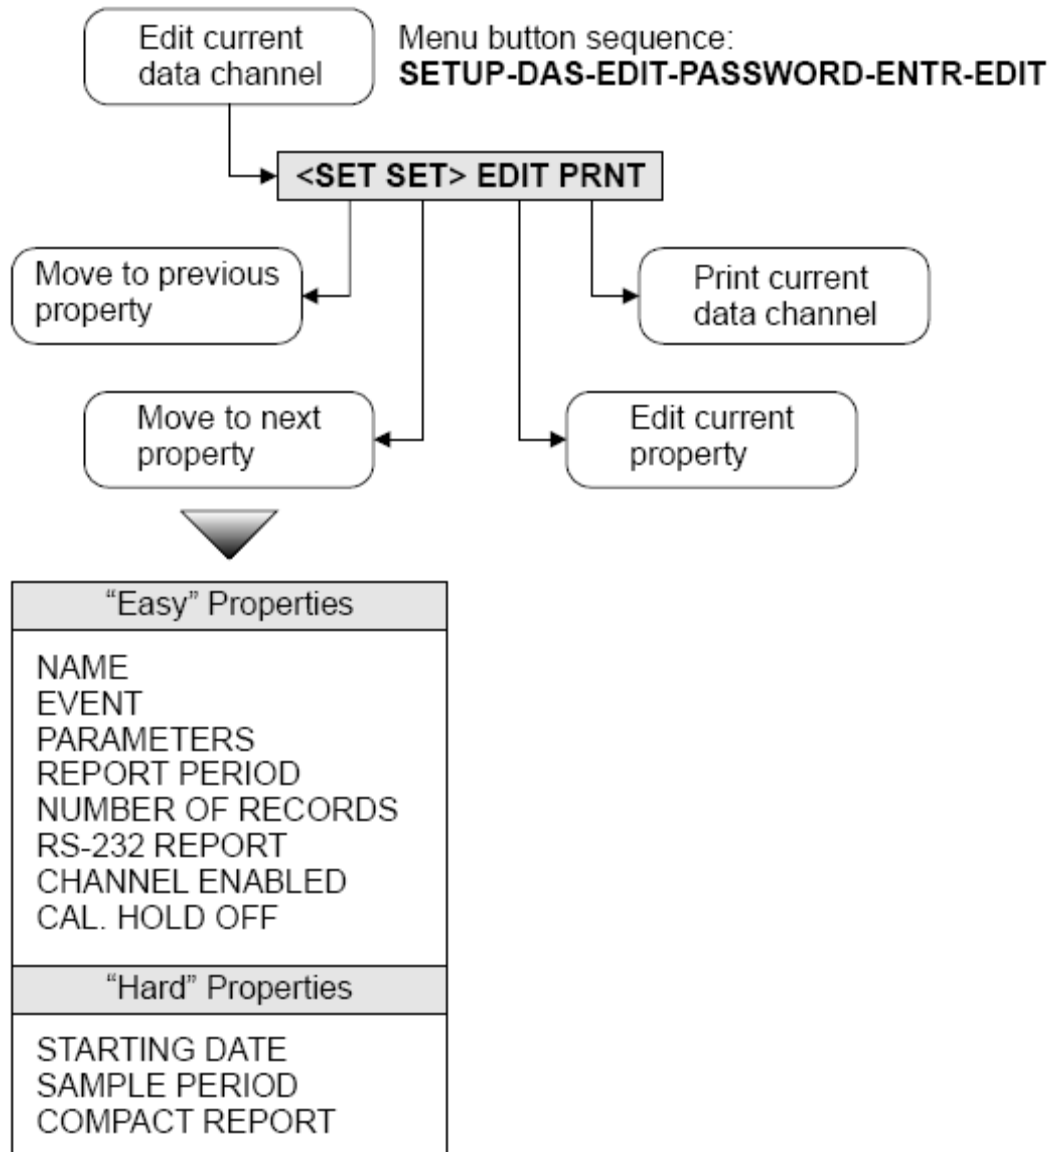 Edit current
data channel
Menu button sequence:
SETUP-DAS-EDIT-PASSWORD-ENTR-EDIT
<SET SET> EDIT PRNT
Move to previous
property
Print current
data channel
Move to next
property
Edit current
property
“Easy” Properties
NAME
EVENT
PARAMETERS
REPORT PERIOD
NUMBER OF RECORDS
RS-232 REPORT
CHANNEL ENABLED
CAL. HOLD OFF
“Hard” Properties
STARTING DATE
SAMPLE PERIOD
COMPACT REPORT